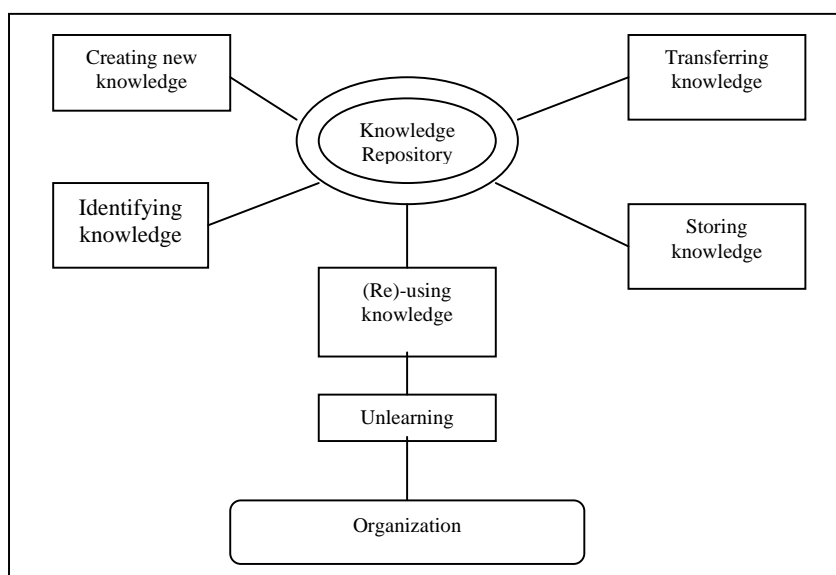 Creating new
knowledge
Transferring
knowledge
Knowledge
Repository
Identifying
knowledge
Storing
knowledge
(Re)-using
knowledge
Unlearning
Organization